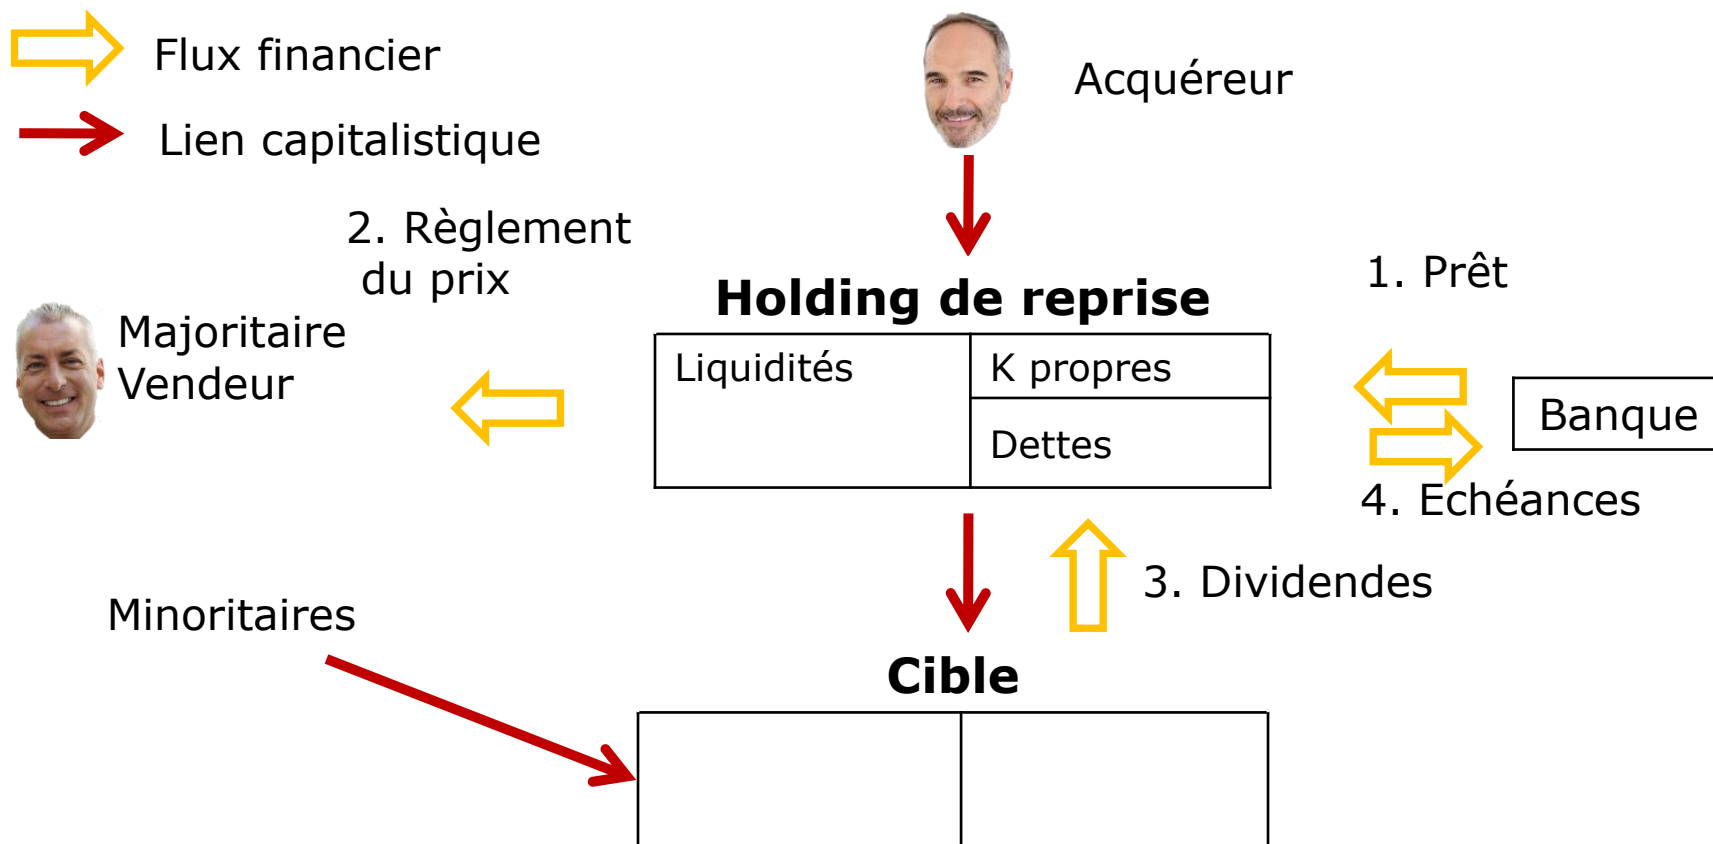 Flux financier
Acquéreur
Lien capitalistique
2. Règlement
du prix
1. Prêt
Holding de reprise
Majoritaire
Vendeur
Liquidités
K propres
Dettes
Banque
4. Echéances
3. Dividendes
Minoritaires
Cible